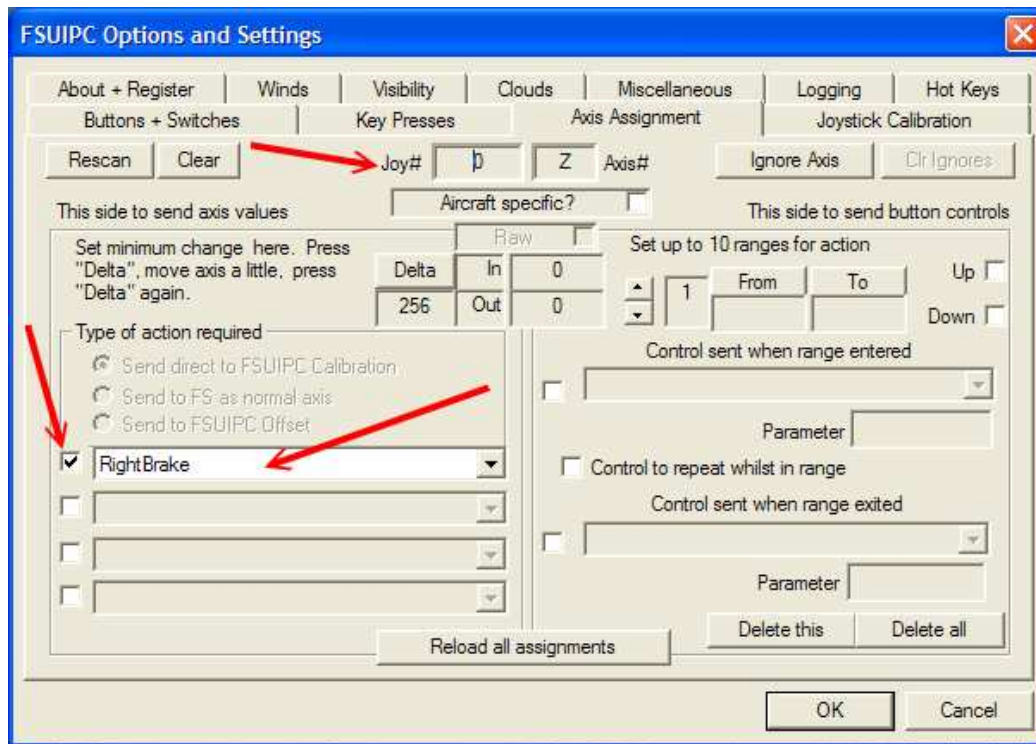 FSUIPC Options and Settings
About + Register Winds Visibility Clouds Miscellaneous Logging Hot Keys
Buttons + Switches Key Presses Axis Assignment Joystick Calibration
Rescan Clear Joy# 0 Z Axis# Ignore Axis Clr Ignores
Aircraft specific?
This side to send axis values This side to send button controls
Raw
Set minimum change here. Press
"Delta", move axis a little, press
"Delta" again.
Delta In 0
256 Out 0
Set up to 10 ranges for action
1 From To Up
Down
Type of action required
Send direct to FSUIPC Calibration
Send to FS as normal axis
Send to FSUIPC Offset
RightBrake
Control sent when range entered
Parameter
Control to repeat whilst in range
Control sent when range exited
Parameter
Delete this Delete all
Reload all assignments
OK Cancel